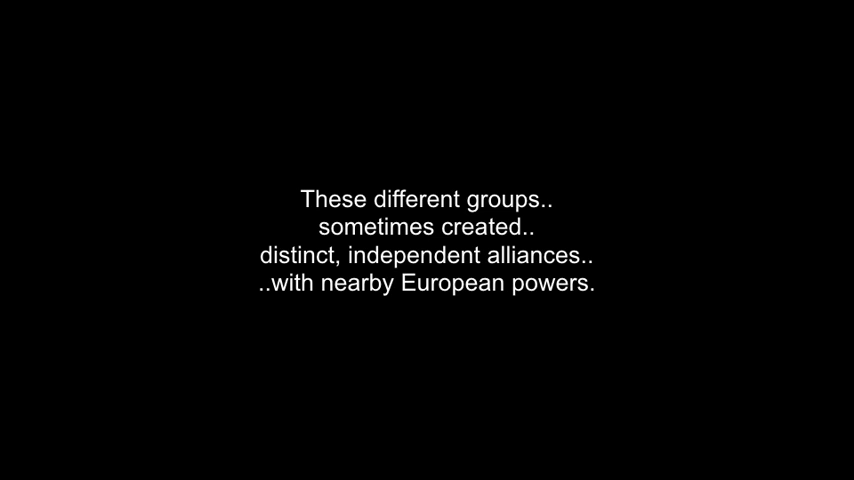 These different groups..
sometimes created..
distinct, independent alliances..
..with nearby European powers.